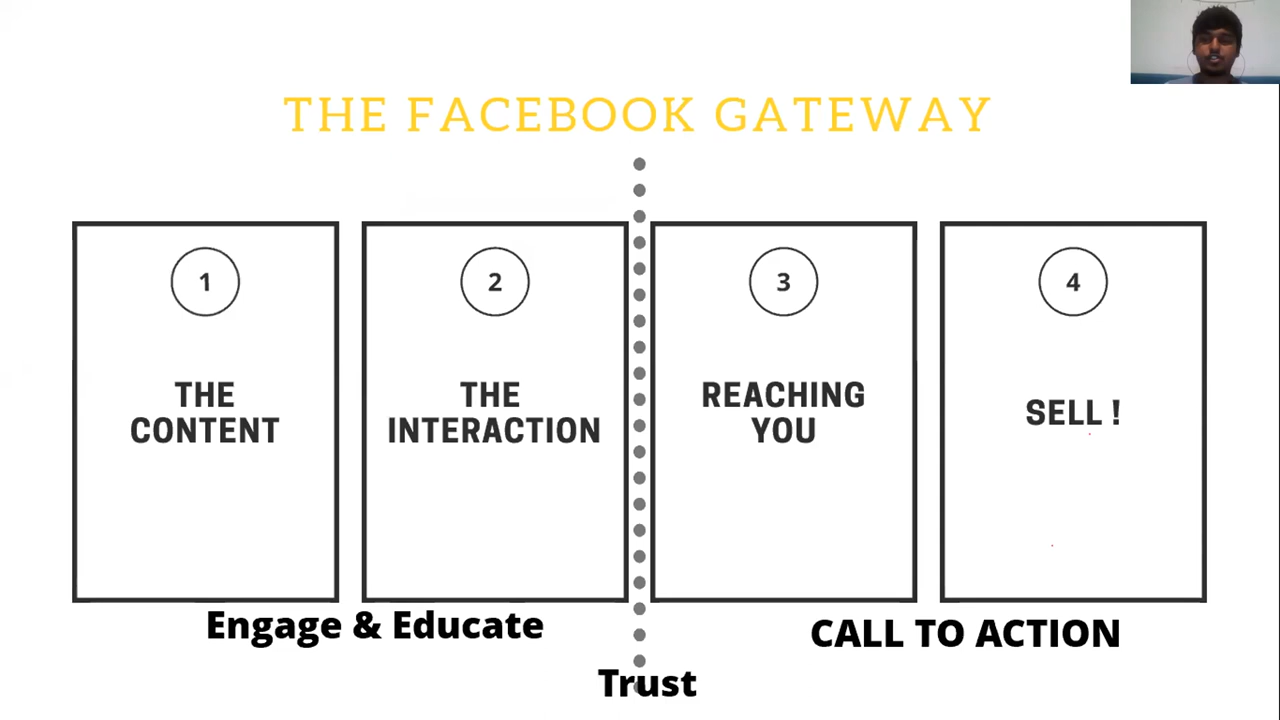 THE FACEBOOK GATEWAY
1
THE
CONTENT
2
THE
INTERACTION
3
REACHING
YOU
4
SELL !
Engage & Educate
CALL TO ACTION
Trust